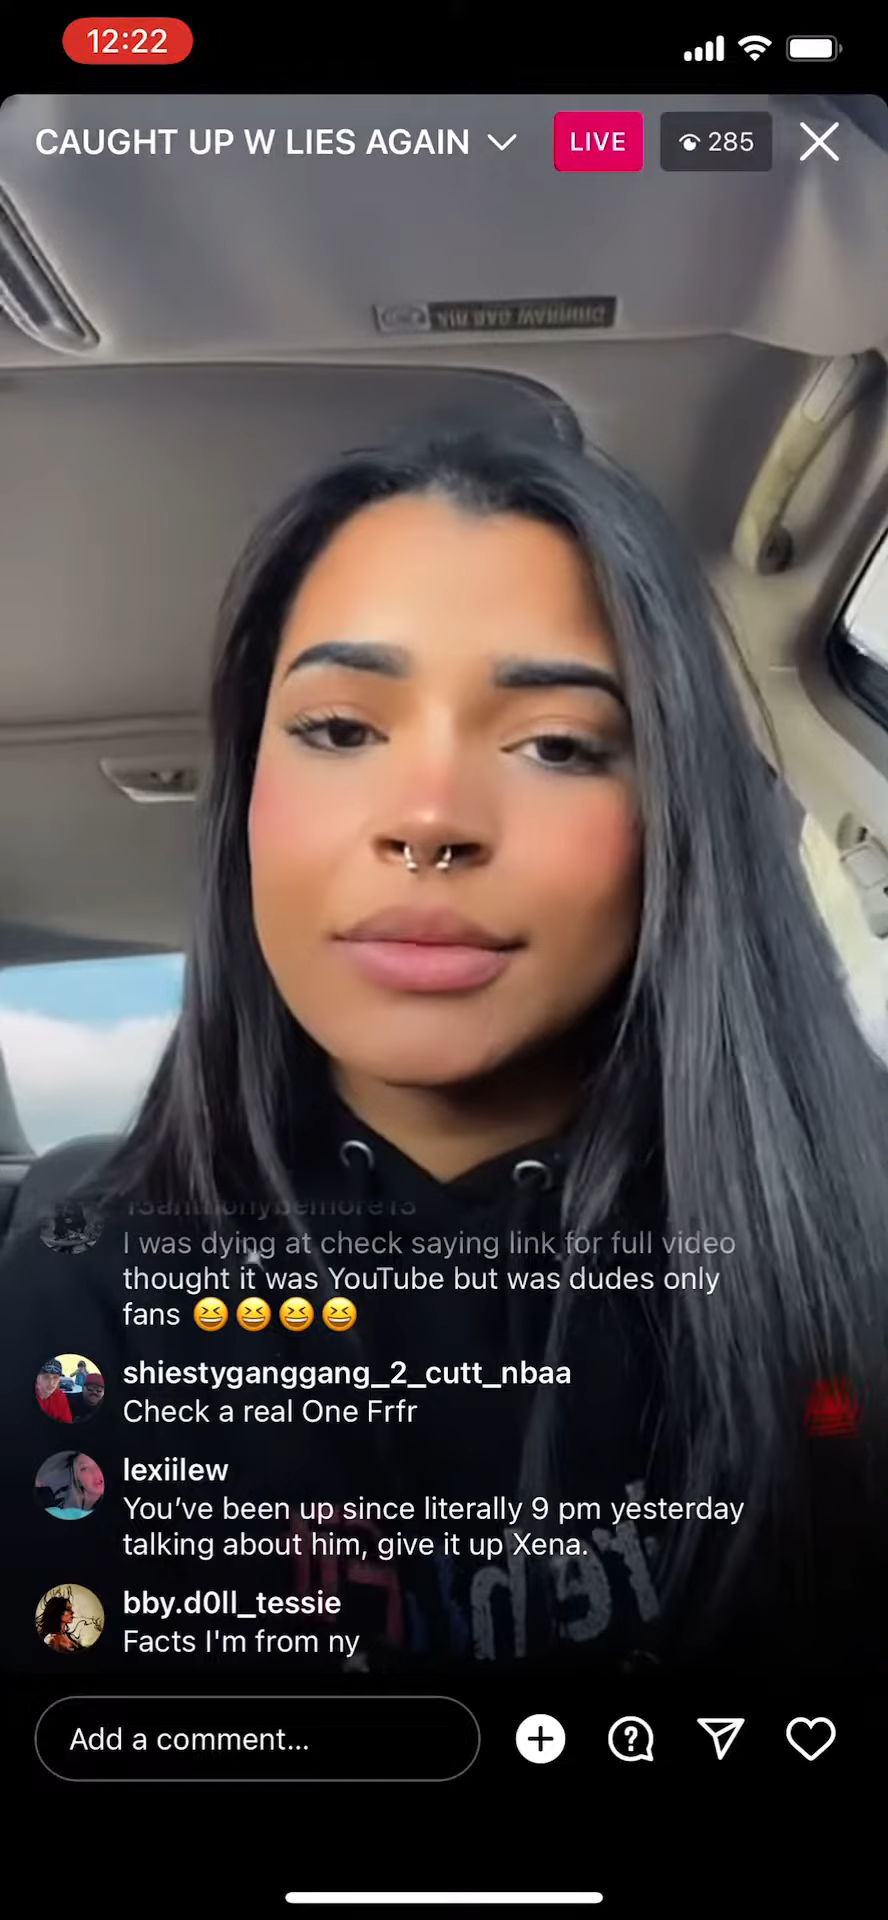 12:22
CAUGHT UP W LIES AGAIN
LIVE
285
I was dying at check saying link for full video
thought it was YouTube but was dudes only
fans 😆😆😆😆
shiestyganggang_2_cutt_nbaa
Check a real One Frfr
lexiilew
You’ve been up since literally 9 pm yesterday
talking about him, give it up Xena.
bby.d0ll_tessie
Facts I'm from ny
Add a comment...